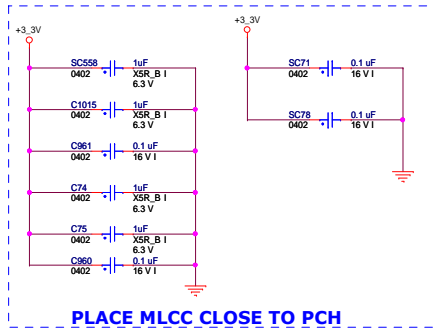 +3_3V
SC558 1uF
0402 X5R_B I
6.3 V
C1015 1uF
0402 X5R_B I
6.3 V
C961 0.1 uF
0402 16 V I
C74 1uF
0402 X5R_B I
6.3 V
C75 1uF
0402 X5R_B I
6.3 V
C960 0.1 uF
0402 16 V I
+3_3V
SC71 0.1 uF
0402 16 V I
SC78 0.1 uF
0402 16 V I
PLACE MLCC CLOSE TO PCH